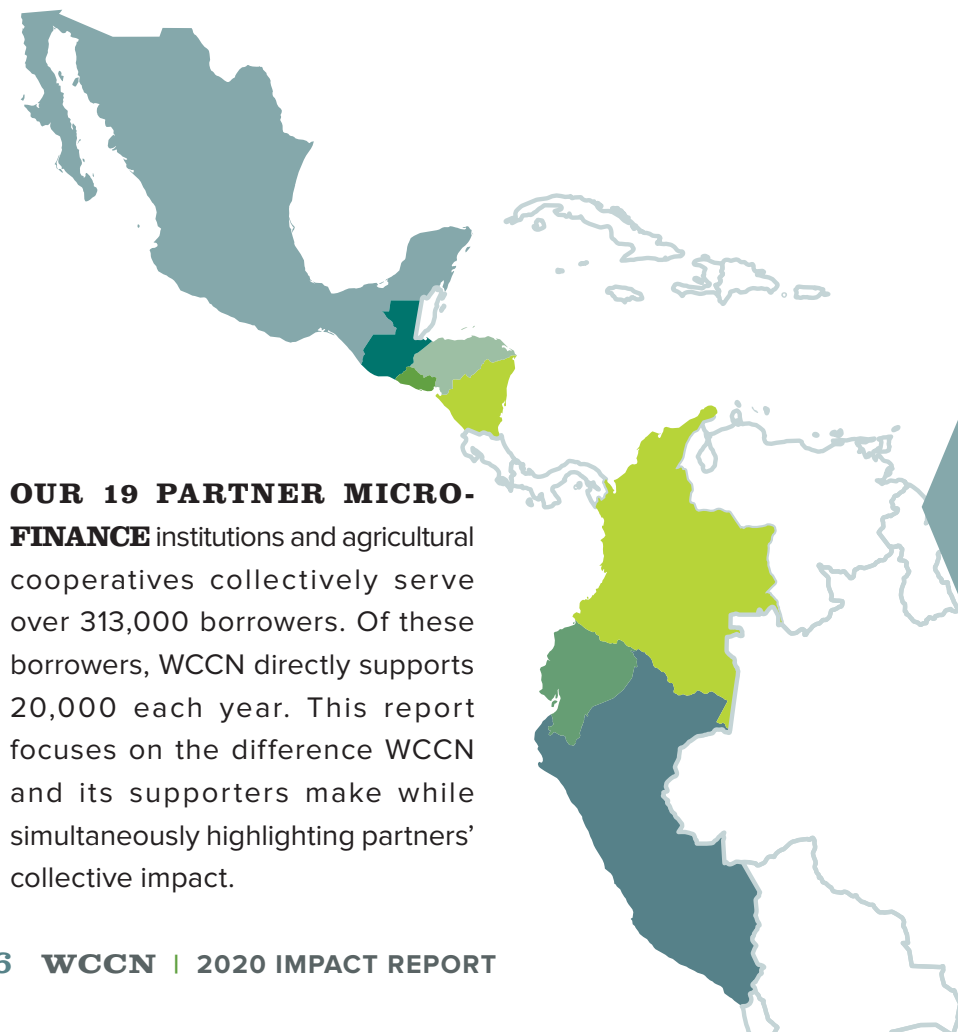 OUR 19 PARTNER MICRO-
FINANCE institutions and agricultural
cooperatives collectively serve
over 313,000 borrowers. Of these
borrowers, WCCN directly supports
20,000 each year. This report
focuses on the difference WCCN
and its supporters make while
simultaneously highlighting partners’
collective impact.
6 WCCN | 2020 IMPACT REPORT